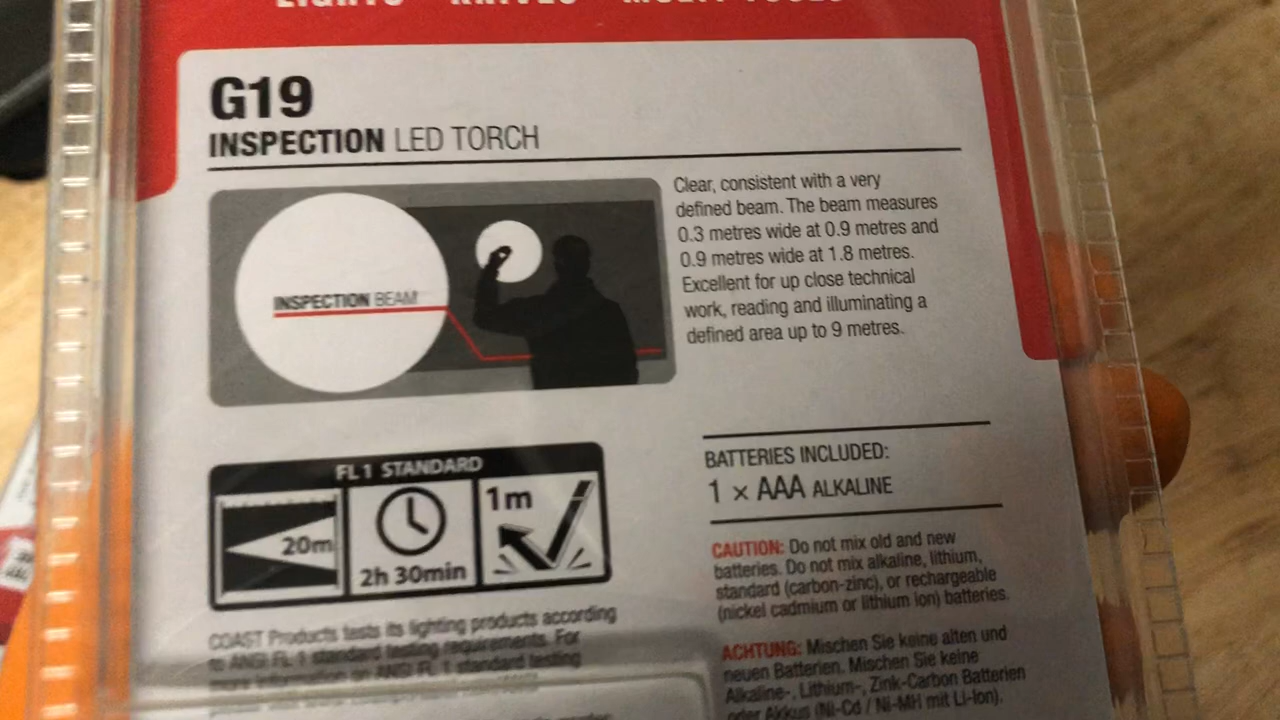 LIGHTS KNIVES MULTI-TOOLS
G19
INSPECTION LED TORCH
Clear, consistent with a very
defined beam. The beam measures
0.3 metres wide at 0.9 metres and
0.9 metres wide at 1.8 metres.
Excellent for up close technical
work, reading and illuminating a
defined area up to 9 metres.
INSPECTION BEAM
FL 1 STANDARD
20m
2h 30min
1m
BATTERIES INCLUDED:
1 × AAA ALKALINE
CAUTION: Do not mix old and new
batteries. Do not mix alkaline, lithium,
standard (carbon-zinc), or rechargeable
(nickel cadmium or lithium ion) batteries.
ACHTUNG: Mischen Sie keine alten und
neuen Batterien. Mischen Sie keine
Alkaline-, Lithium-, Zink-Carbon Batterien
oder Akkus (Ni-Cd / Ni-MH mit Li-Ion).
COAST Products tests its lighting products according
to ANSI FL 1 standard testing requirements. For
more information on ANSI FL 1 standard testing